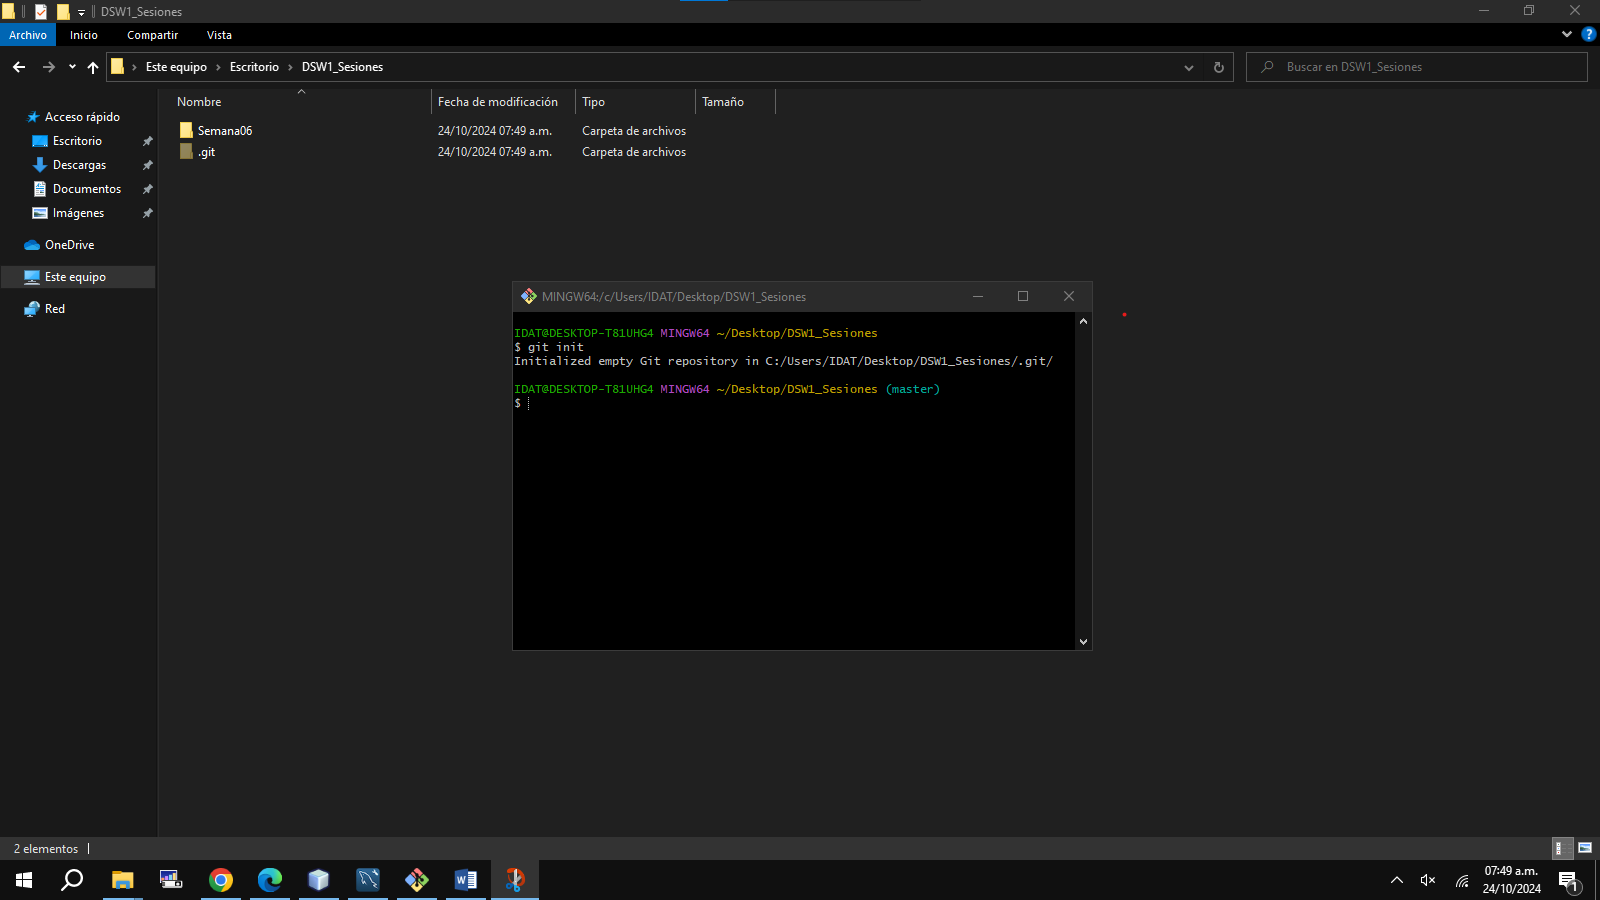 DSW1_Sesiones
Archivo Inicio Compartir Vista
Este equipo Escritorio DSW1_Sesiones
Buscar en DSW1_Sesiones
Nombre Fecha de modificación Tipo Tamaño
Semana06 24/10/2024 07:49 a.m. Carpeta de archivos
.git 24/10/2024 07:49 a.m. Carpeta de archivos
Acceso rápido
Escritorio
Descargas
Documentos
Imágenes
OneDrive
Este equipo
Red
MINGW64:/c/Users/IDAT/Desktop/DSW1_Sesiones
IDAT@DESKTOP-T81UHG4 MINGW64 ~/Desktop/DSW1_Sesiones
$ git init
Initialized empty Git repository in C:/Users/IDAT/Desktop/DSW1_Sesiones/.git/
IDAT@DESKTOP-T81UHG4 MINGW64 ~/Desktop/DSW1_Sesiones (master)
$
2 elementos
07:49 a.m.
24/10/2024
1